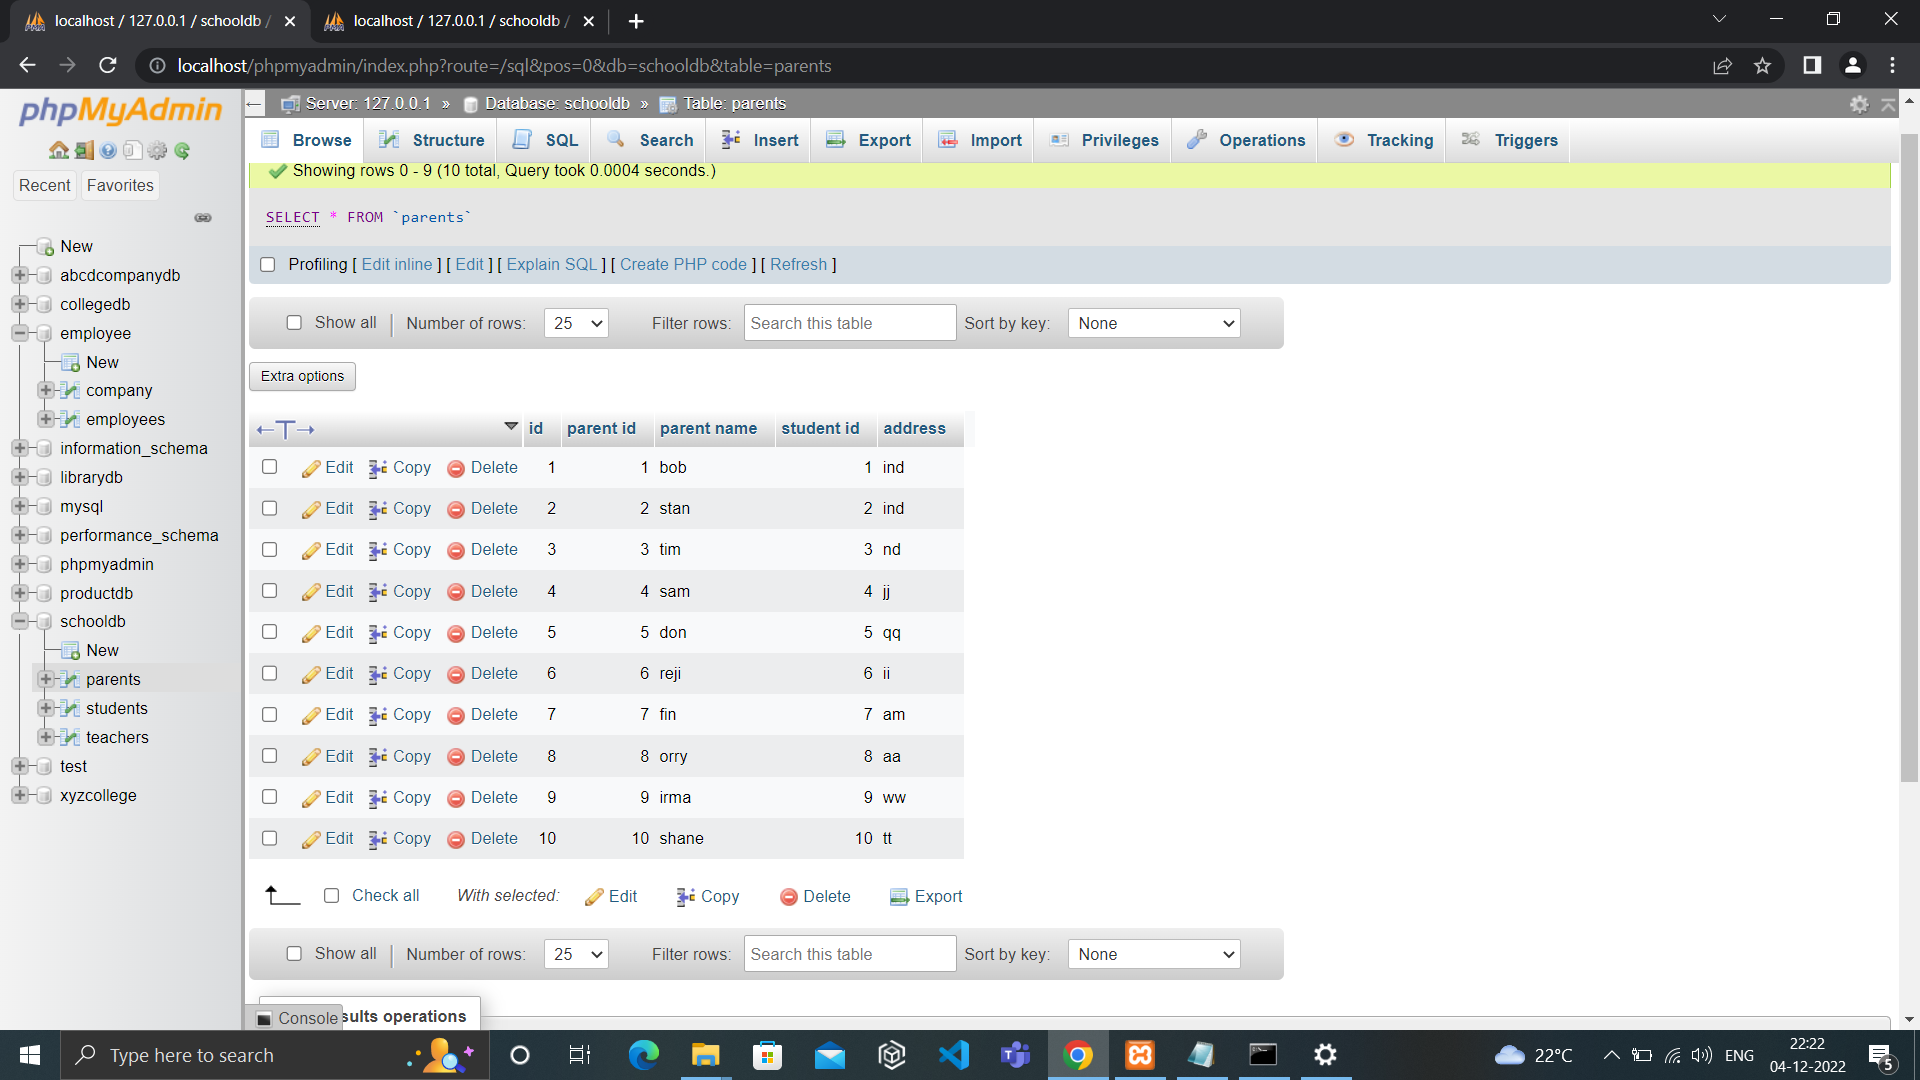 localhost / 127.0.0.1 / schooldb /
localhost / 127.0.0.1 / schooldb /
localhost/phpmyadmin/index.php?route=/sql&pos=0&db=schooldb&table=parents
phpMyAdmin
Recent Favorites
New
abcdcompanydb
collegedb
employee
New
company
employees
information_schema
librarydb
mysql
performance_schema
phpmyadmin
productdb
schooldb
New
parents
students
teachers
test
xyzcollege
Server: 127.0.0.1 » Database: schooldb » Table: parents
Browse Structure SQL Search Insert Export Import Privileges Operations Tracking Triggers
Showing rows 0 - 9 (10 total, Query took 0.0004 seconds.)
SELECT * FROM `parents`
Profiling [ Edit inline ] [ Edit ] [ Explain SQL ] [ Create PHP code ] [ Refresh ]
Show all Number of rows: 25 Filter rows: Search this table Sort by key: None
Extra options
id parent id parent name student id address
Edit Copy Delete 1 1 bob 1 ind
Edit Copy Delete 2 2 stan 2 ind
Edit Copy Delete 3 3 tim 3 nd
Edit Copy Delete 4 4 sam 4 jj
Edit Copy Delete 5 5 don 5 qq
Edit Copy Delete 6 6 reji 6 ii
Edit Copy Delete 7 7 fin 7 am
Edit Copy Delete 8 8 orry 8 aa
Edit Copy Delete 9 9 irma 9 ww
Edit Copy Delete 10 10 shane 10 tt
Check all With selected: Edit Copy Delete Export
Show all Number of rows: 25 Filter rows: Search this table Sort by key: None
Console sults operations
Type here to search
22°C ENG
22:22
04-12-2022
5